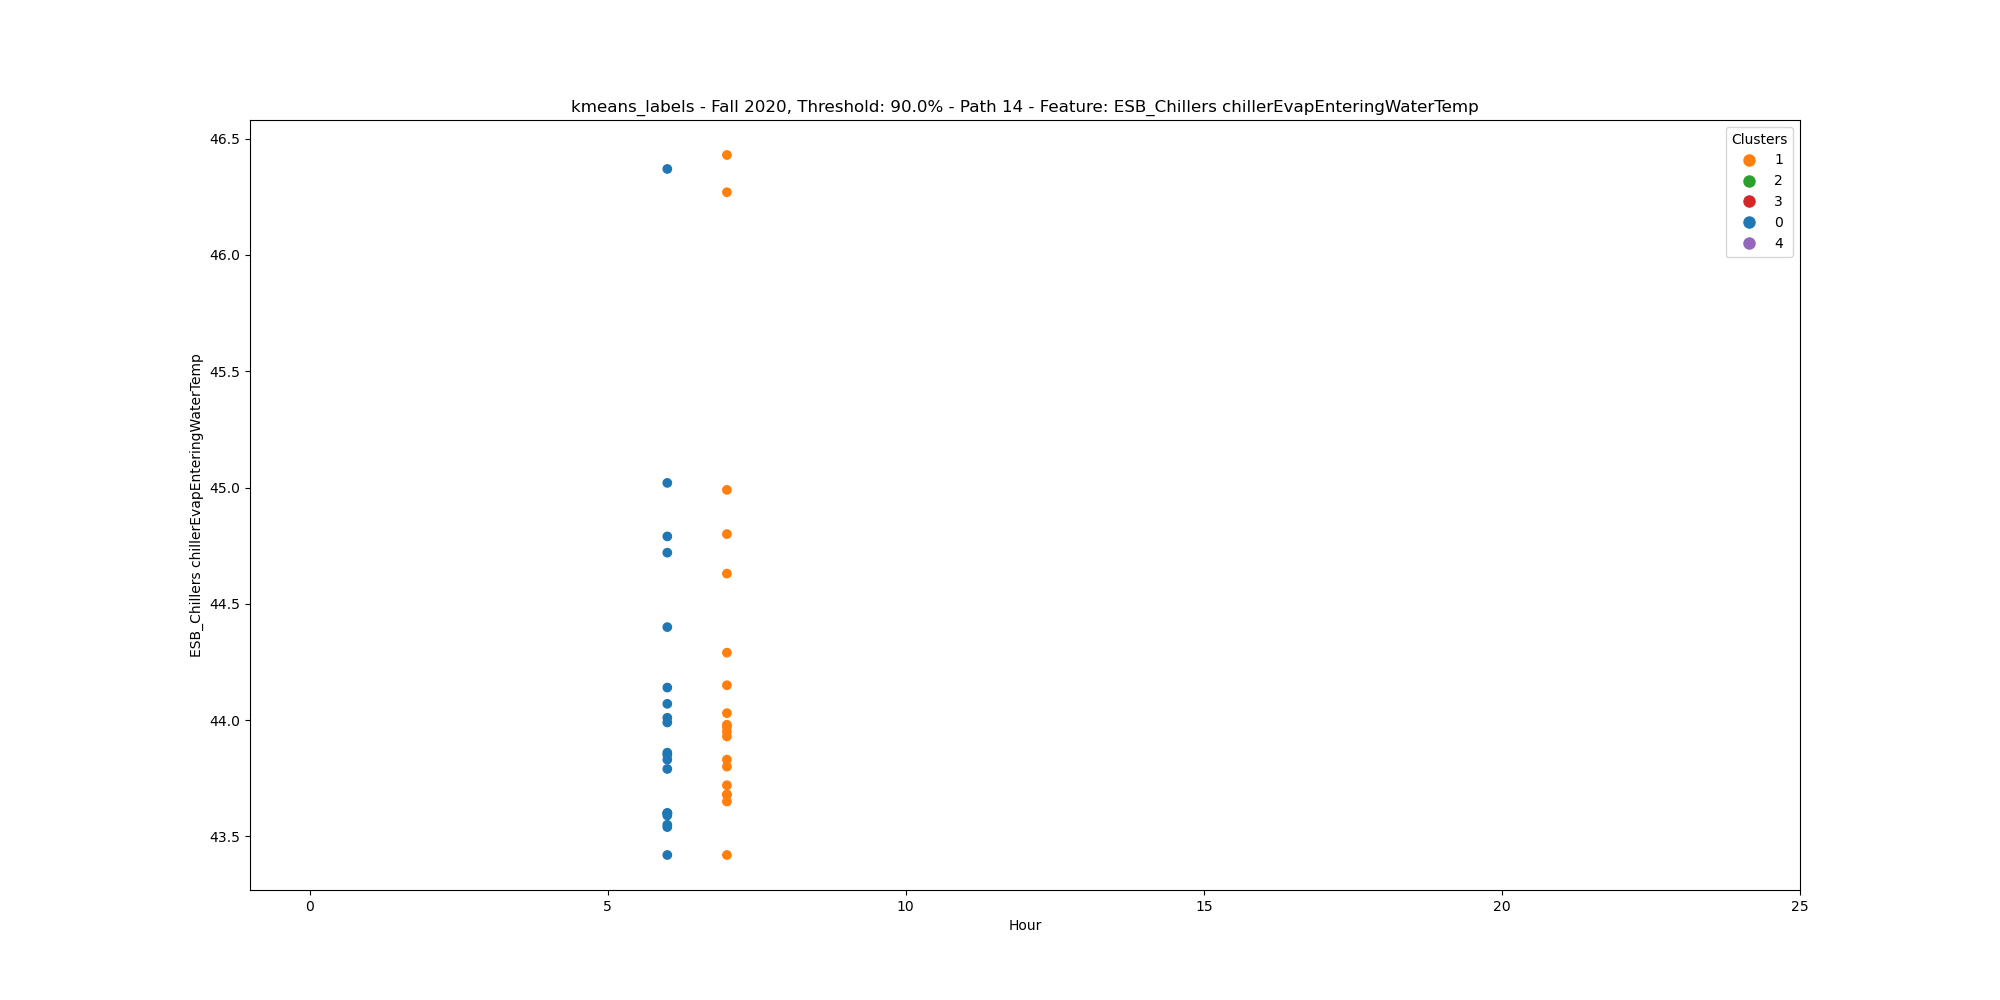 kmeans_labels - Fall 2020, Threshold: 90.0% - Path 14 - Feature: ESB_Chillers chillerEvapEnteringWaterTemp
Clusters
1
2
3
0
4
ESB_Chillers chillerEvapEnteringWaterTemp
46.5
46.0
45.5
45.0
44.5
44.0
43.5
0 5 10 15 20 25
Hour